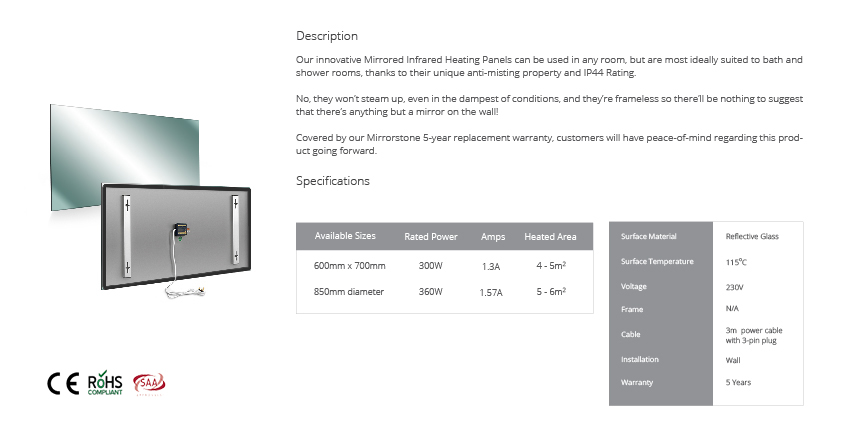 Description
Our innovative Mirrored Infrared Heating Panels can be used in any room, but are most ideally suited to bath and
shower rooms, thanks to their unique anti-misting property and IP44 Rating.
No, they won't steam up, even in the dampest of conditions, and they're frameless so there'll be nothing to suggest
that there's anything but a mirror on the wall!
Covered by our Mirrorstone 5-year replacement warranty, customers will have peace-of-mind regarding this prod-
uct going forward.
Specifications
Available Sizes Rated Power Amps Heated Area
600mm x 700mm 300W 1.3A 4 - 5m²
850mm diameter 360W 1.57A 5 - 6m²
Surface Material Reflective Glass
Surface Temperature 115°C
Voltage 230V
Frame N/A
Cable 3m power cable
with 3-pin plug
Installation Wall
Warranty 5 Years
CE RoHS
COMPLIANT
SAA